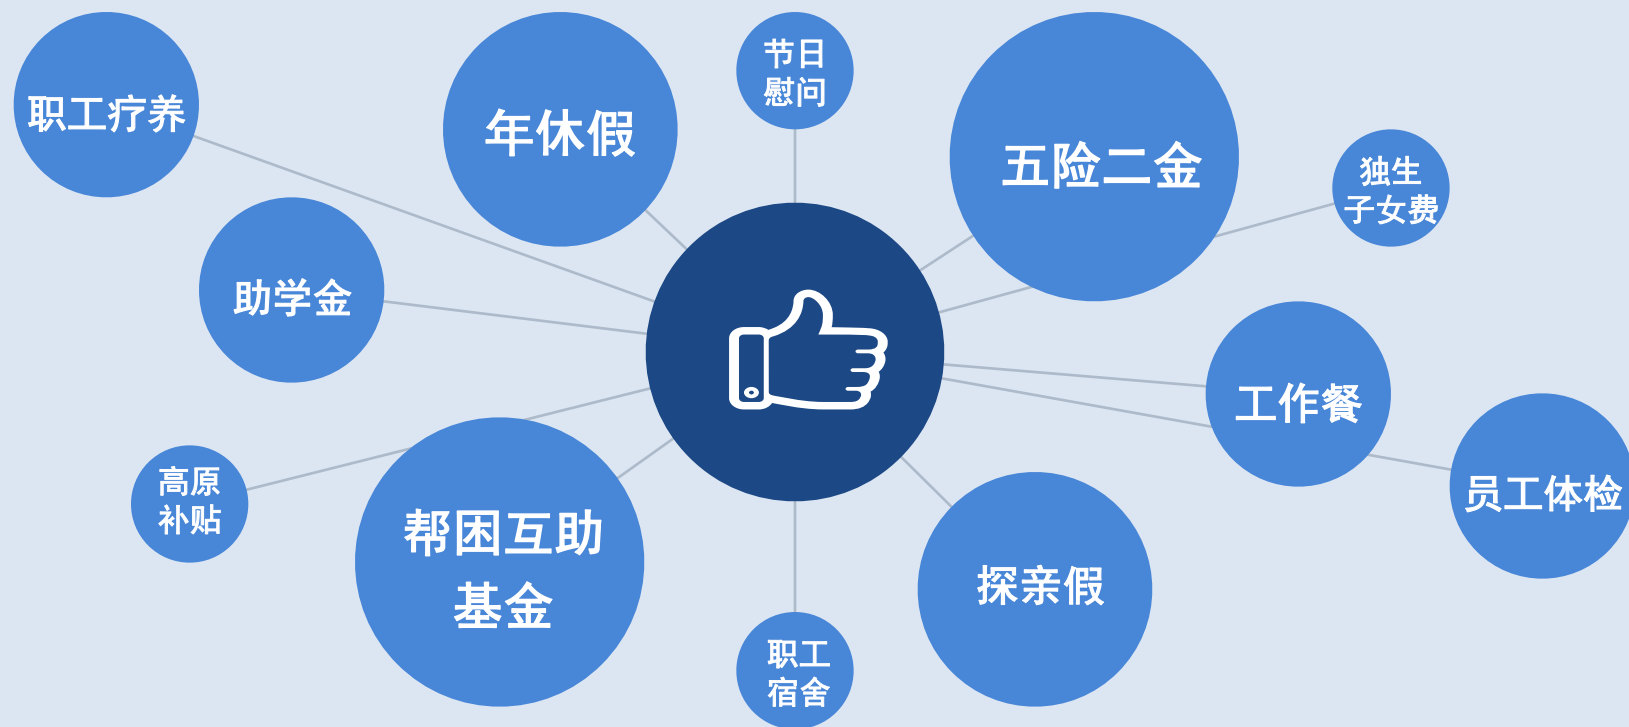 职工疗养
年休假
节日
慰问
五险二金
独生
子女费
助学金
工作餐
员工体检
高原
补贴
帮困互助
基金
探亲假
职工
宿舍